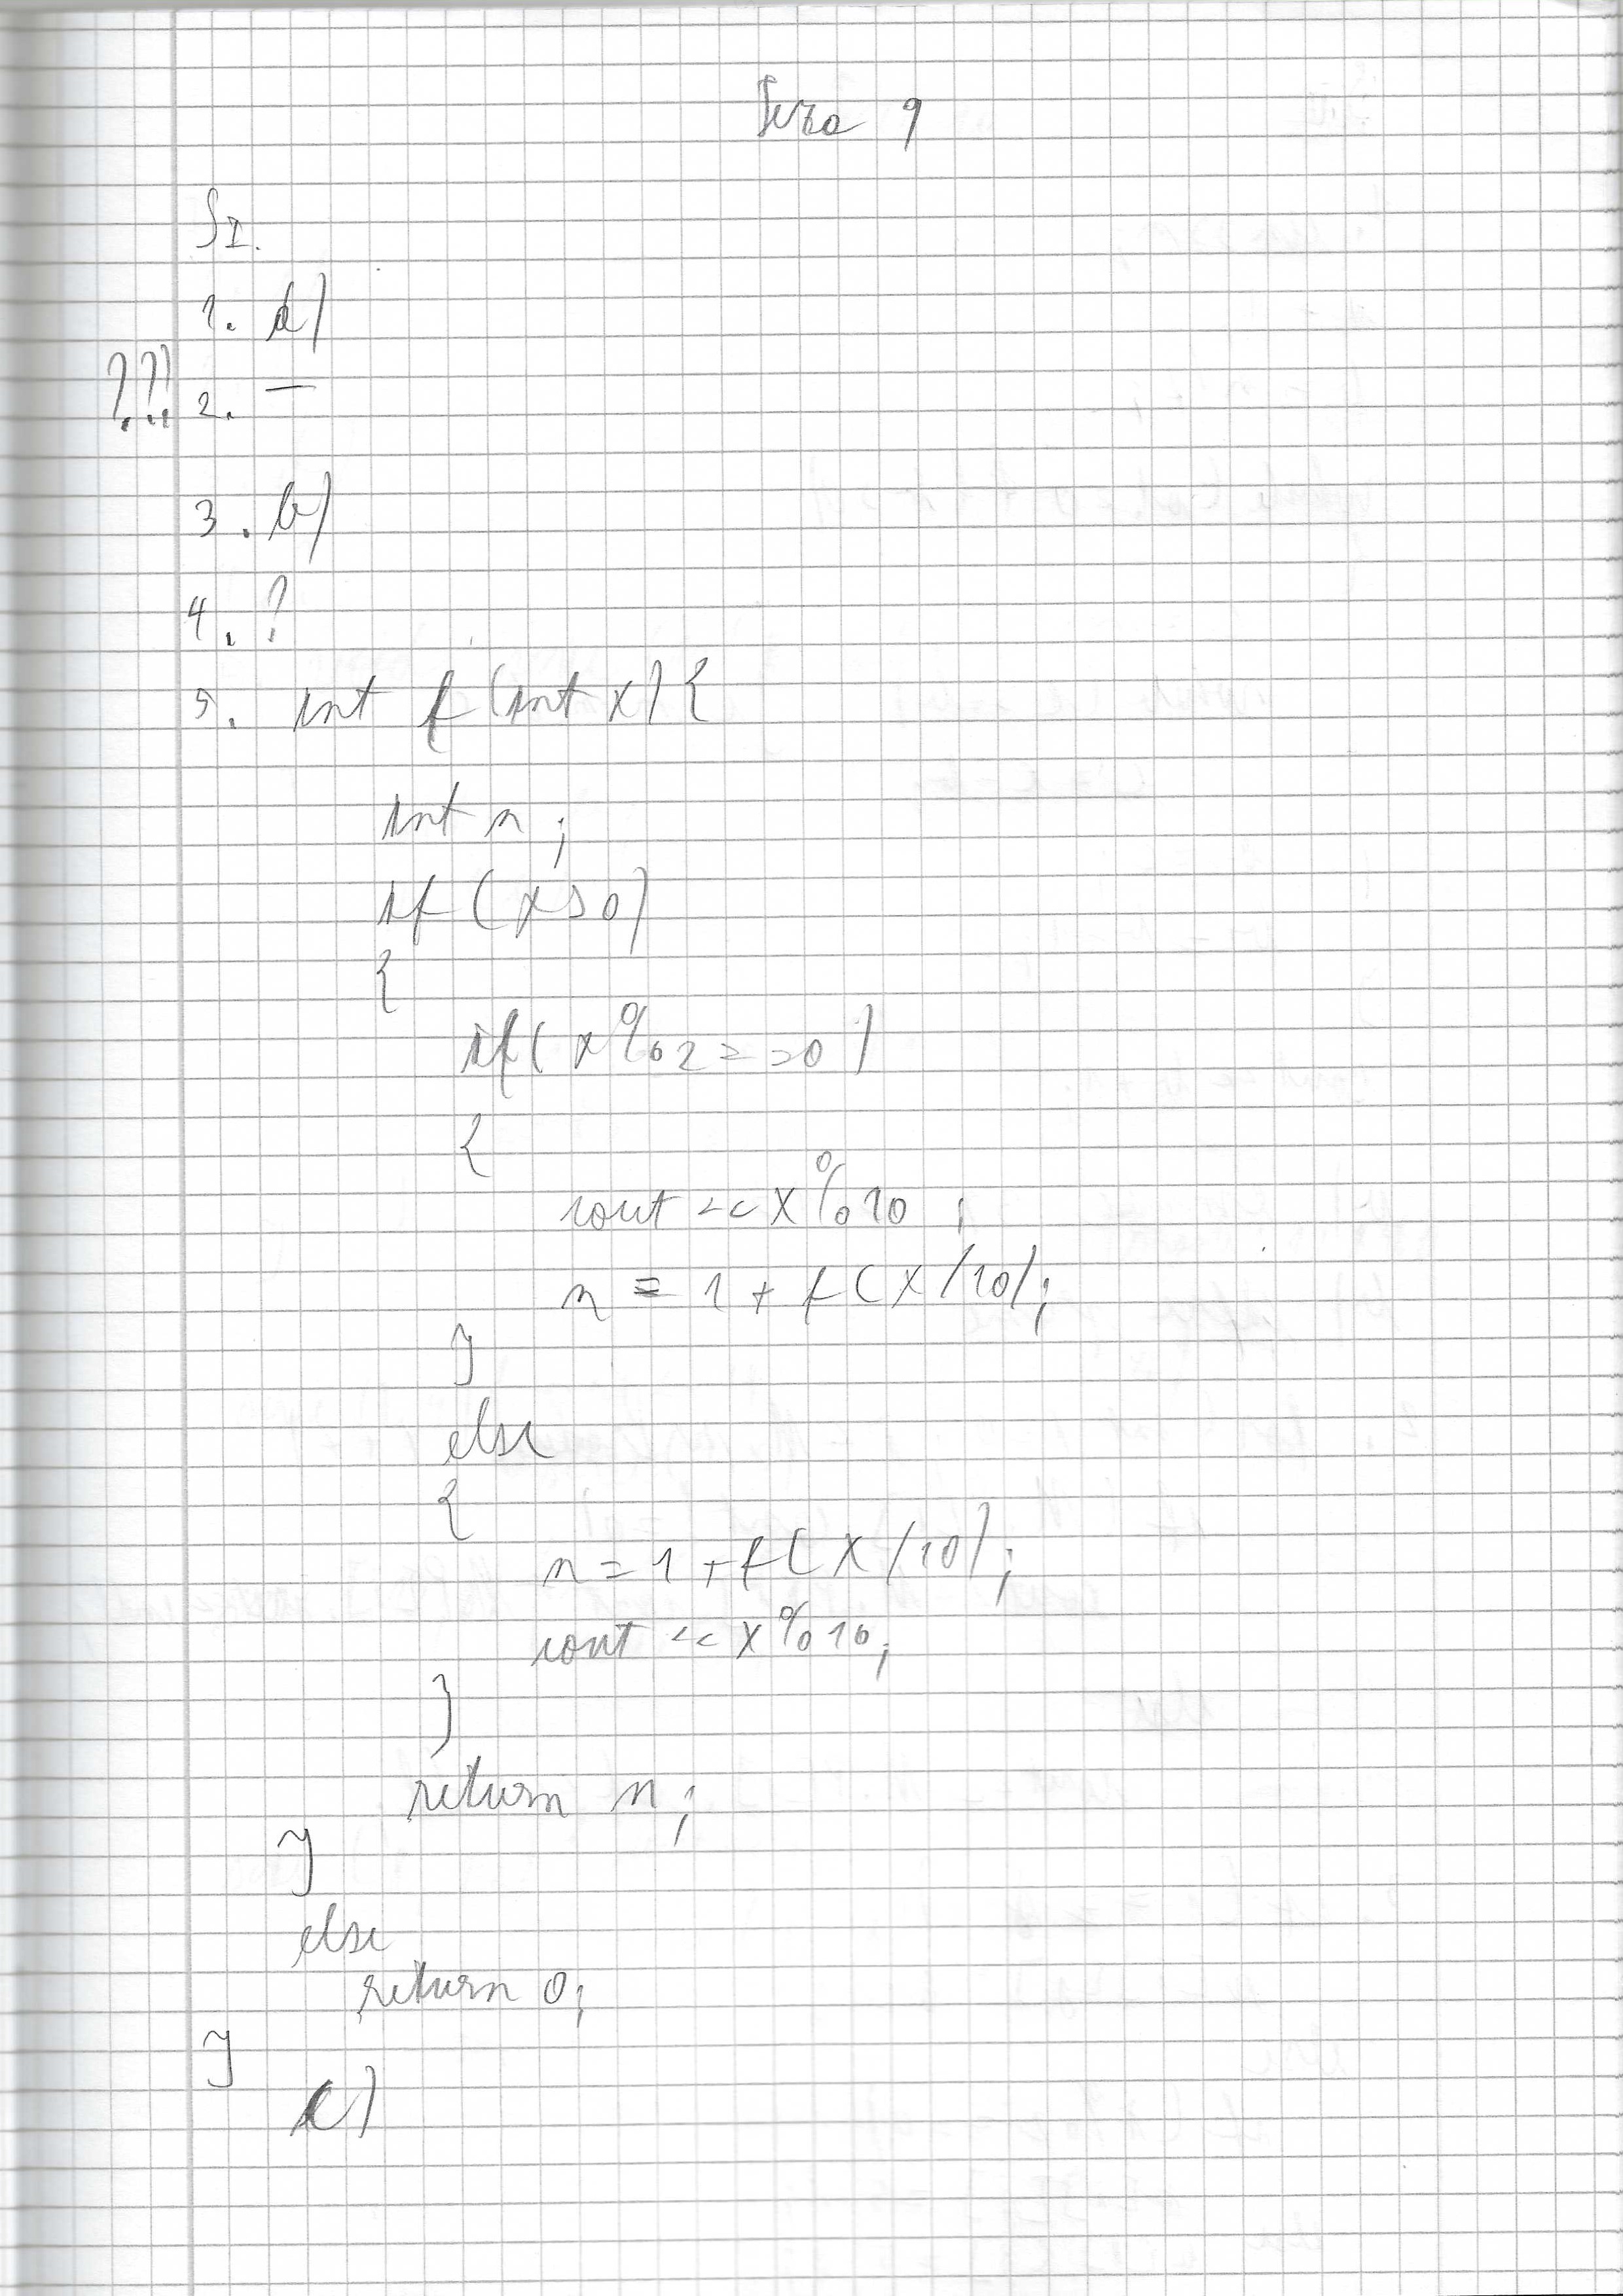 9
SI.
1. d)
??? 2. —
3. b)
4. ?
5. int f(int x) {
int n;
if (x>0)
{
if(x%2==0)
{
cout <<x%10;
n = 1 + f(x/10);
}
else
{
n=1+f(x/10);
cout << x%10;
}
return n;
}
else
return 0;
}
c)